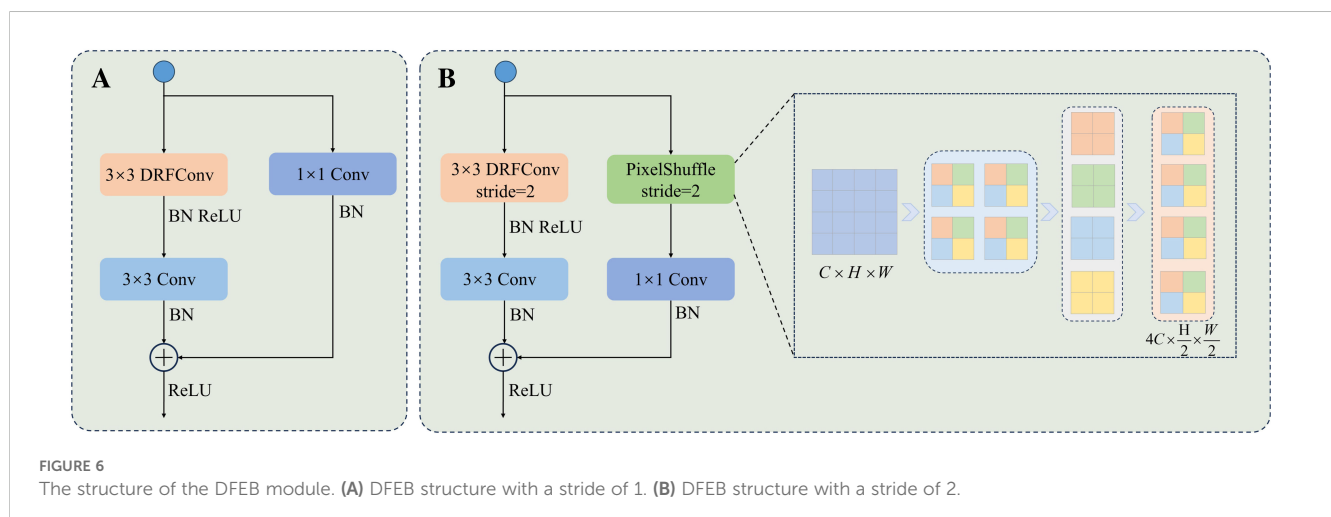 A
3×3 DRFConv
1×1 Conv
BN ReLU
BN
3×3 Conv
BN
+
ReLU
B
3×3 DRFConv
stride=2
PixelShuffle
stride=2
BN ReLU
3×3 Conv
1×1 Conv
BN
BN
+
ReLU
C × H × W
4C × H/2 × W/2
FIGURE 6
The structure of the DFEB module. (A) DFEB structure with a stride of 1. (B) DFEB structure with a stride of 2.